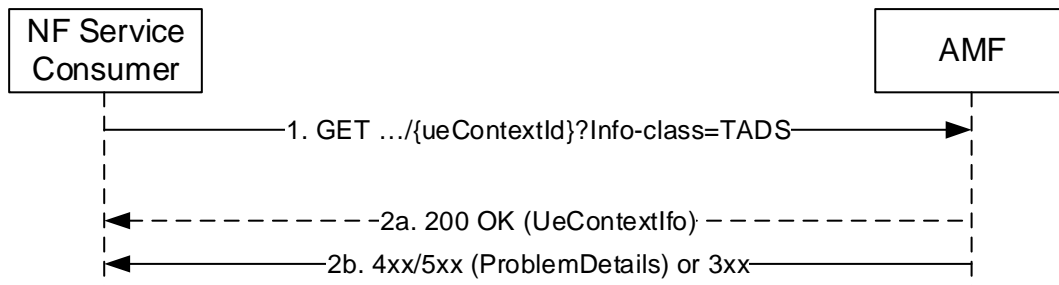 NF Service
Consumer
AMF
1. GET …/{ueContextId}?Info-class=TADS
2a. 200 OK (UeContextIfo)
2b. 4xx/5xx (ProblemDetails) or 3xx